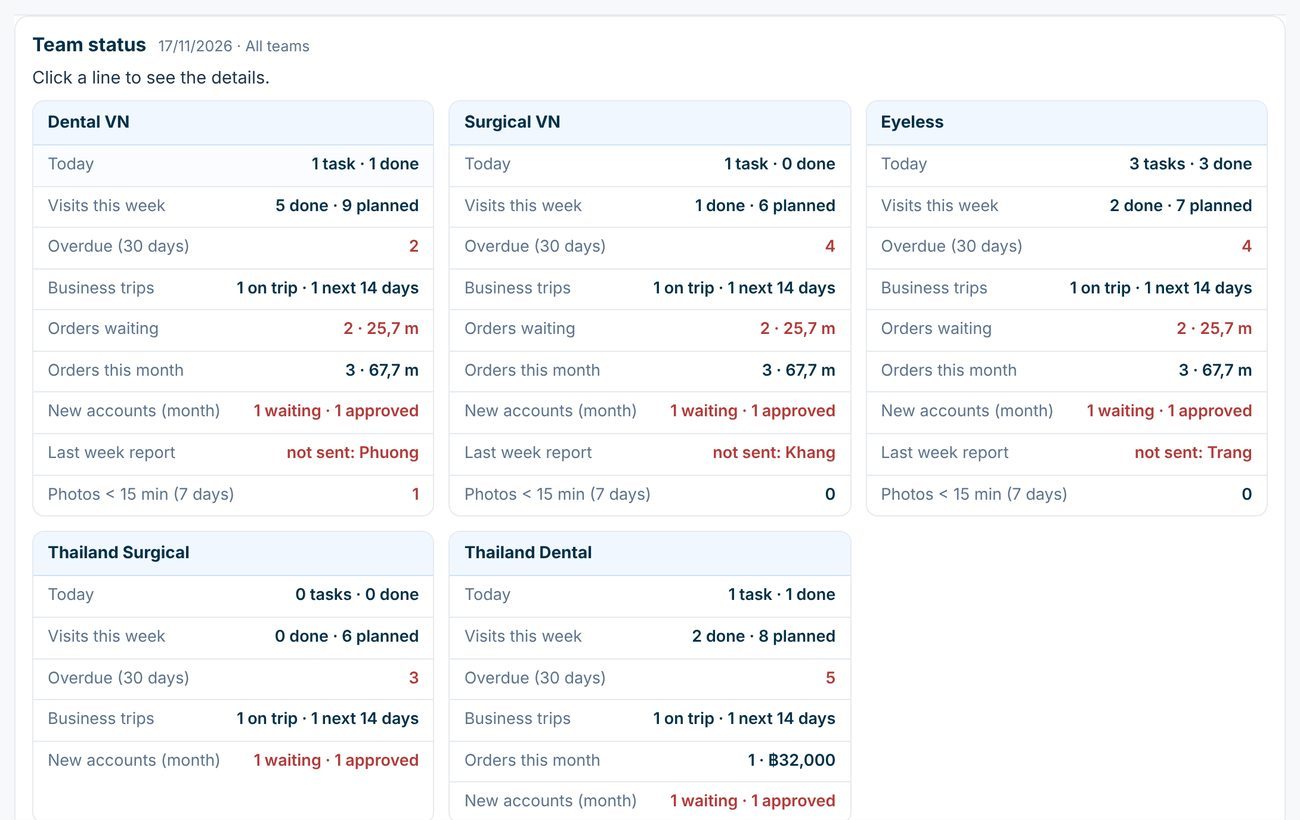 Team status 17/11/2026 · All teams
Click a line to see the details.
Dental VN
Today 1 task · 1 done
Visits this week 5 done · 9 planned
Overdue (30 days) 2
Business trips 1 on trip · 1 next 14 days
Orders waiting 2 · 25,7 m
Orders this month 3 · 67,7 m
New accounts (month) 1 waiting · 1 approved
Last week report not sent: Phuong
Photos < 15 min (7 days) 1
Surgical VN
Today 1 task · 0 done
Visits this week 1 done · 6 planned
Overdue (30 days) 4
Business trips 1 on trip · 1 next 14 days
Orders waiting 2 · 25,7 m
Orders this month 3 · 67,7 m
New accounts (month) 1 waiting · 1 approved
Last week report not sent: Khang
Photos < 15 min (7 days) 0
Eyeless
Today 3 tasks · 3 done
Visits this week 2 done · 7 planned
Overdue (30 days) 4
Business trips 1 on trip · 1 next 14 days
Orders waiting 2 · 25,7 m
Orders this month 3 · 67,7 m
New accounts (month) 1 waiting · 1 approved
Last week report not sent: Trang
Photos < 15 min (7 days) 0
Thailand Surgical
Today 0 tasks · 0 done
Visits this week 0 done · 6 planned
Overdue (30 days) 3
Business trips 1 on trip · 1 next 14 days
New accounts (month) 1 waiting · 1 approved
Thailand Dental
Today 1 task · 1 done
Visits this week 2 done · 8 planned
Overdue (30 days) 5
Business trips 1 on trip · 1 next 14 days
Orders this month 1 · ฿32,000
New accounts (month) 1 waiting · 1 approved